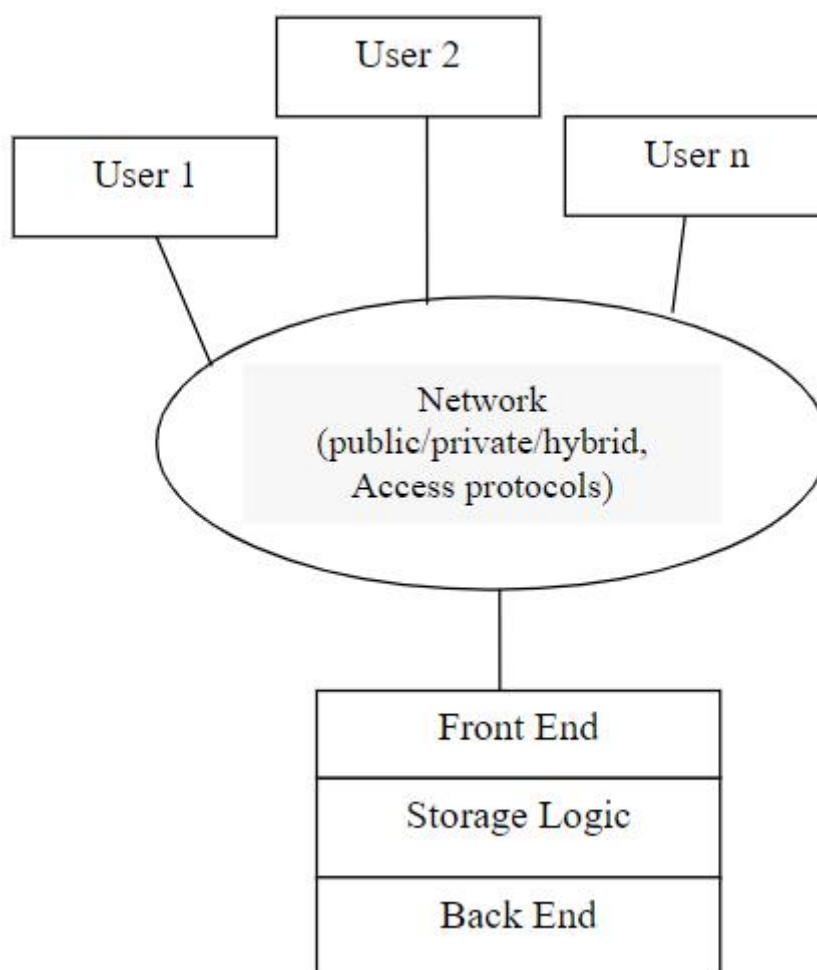 User 2
User 1
User n
Network
(public/private/hybrid,
Access protocols)
Front End
Storage Logic
Back End